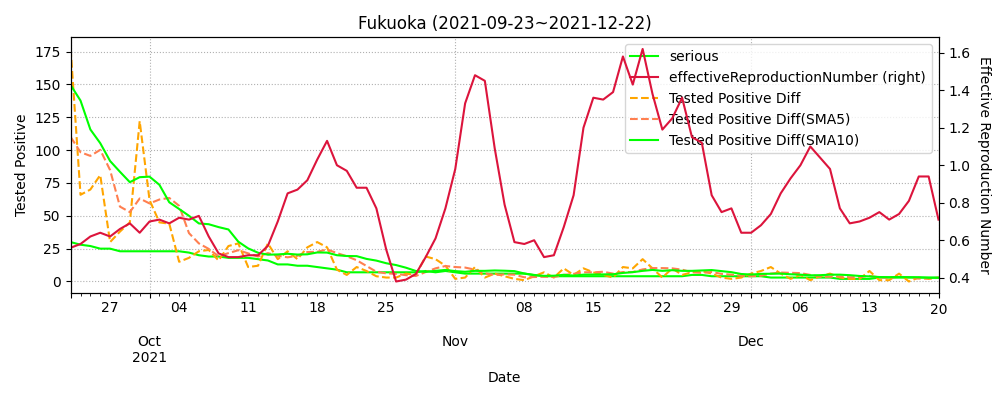 Fukuoka (2021-09-23~2021-12-22)
Tested Positive
175
150
125
100
75
50
25
0
serious
effectiveReproductionNumber (right)
Tested Positive Diff
Tested Positive Diff(SMA5)
Tested Positive Diff(SMA10)
1.6
1.4
1.2
1.0
0.8
0.6
0.4
Effective Reproduction Number
27 04 11 18 25 08 15 22 29 06 13 20
Oct Nov Dec
2021
Date